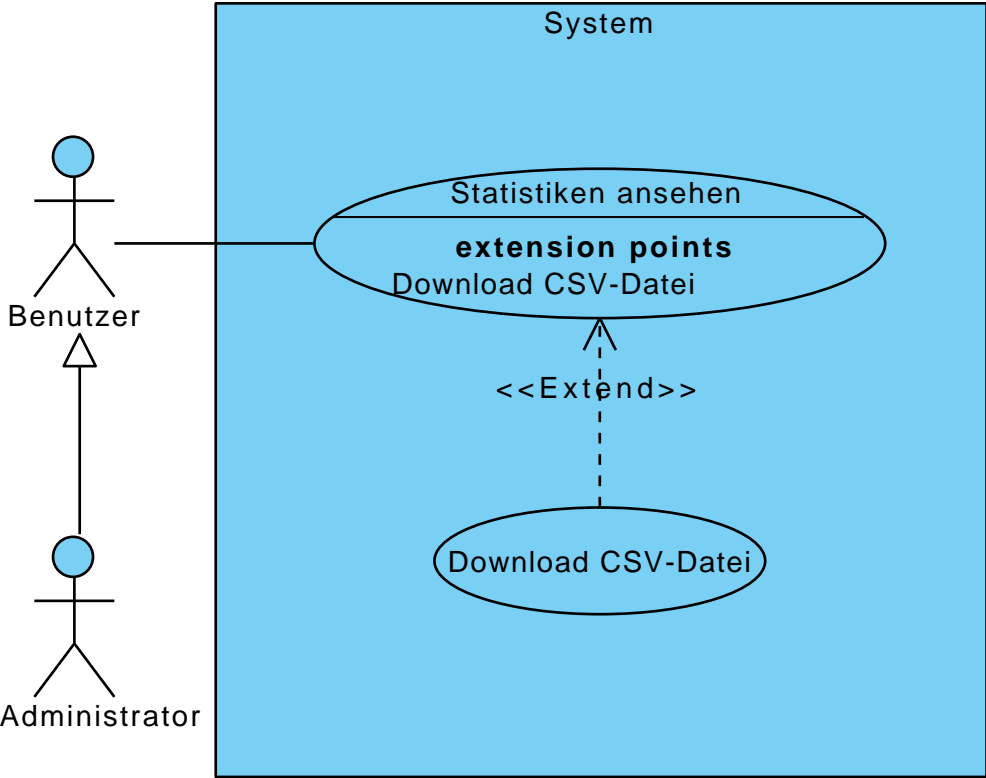 System
Statistiken ansehen
extension points
Download CSV-Datei
Benutzer
<<Extend>>
Download CSV-Datei
Administrator